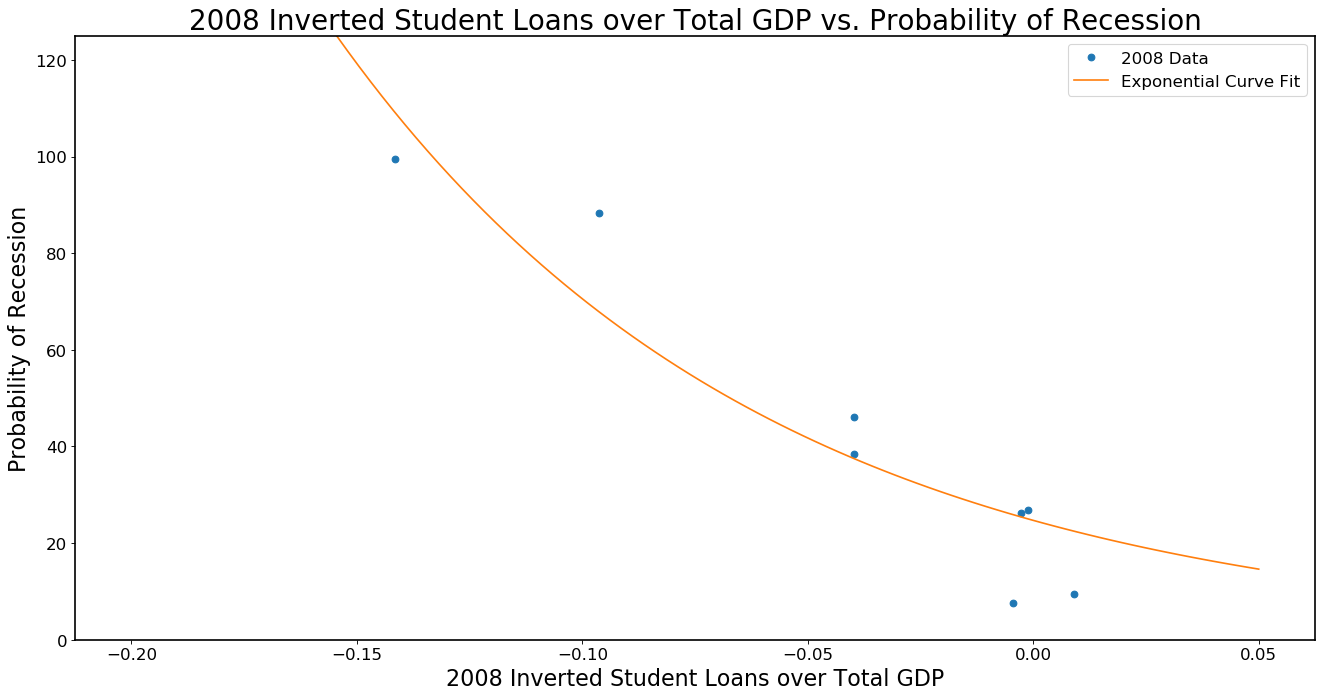 2008 Inverted Student Loans over Total GDP vs. Probability of Recession
2008 Data
Exponential Curve Fit
120
100
80
60
40
20
0
Probability of Recession
−0.20 −0.15 −0.10 −0.05 0.00 0.05
2008 Inverted Student Loans over Total GDP